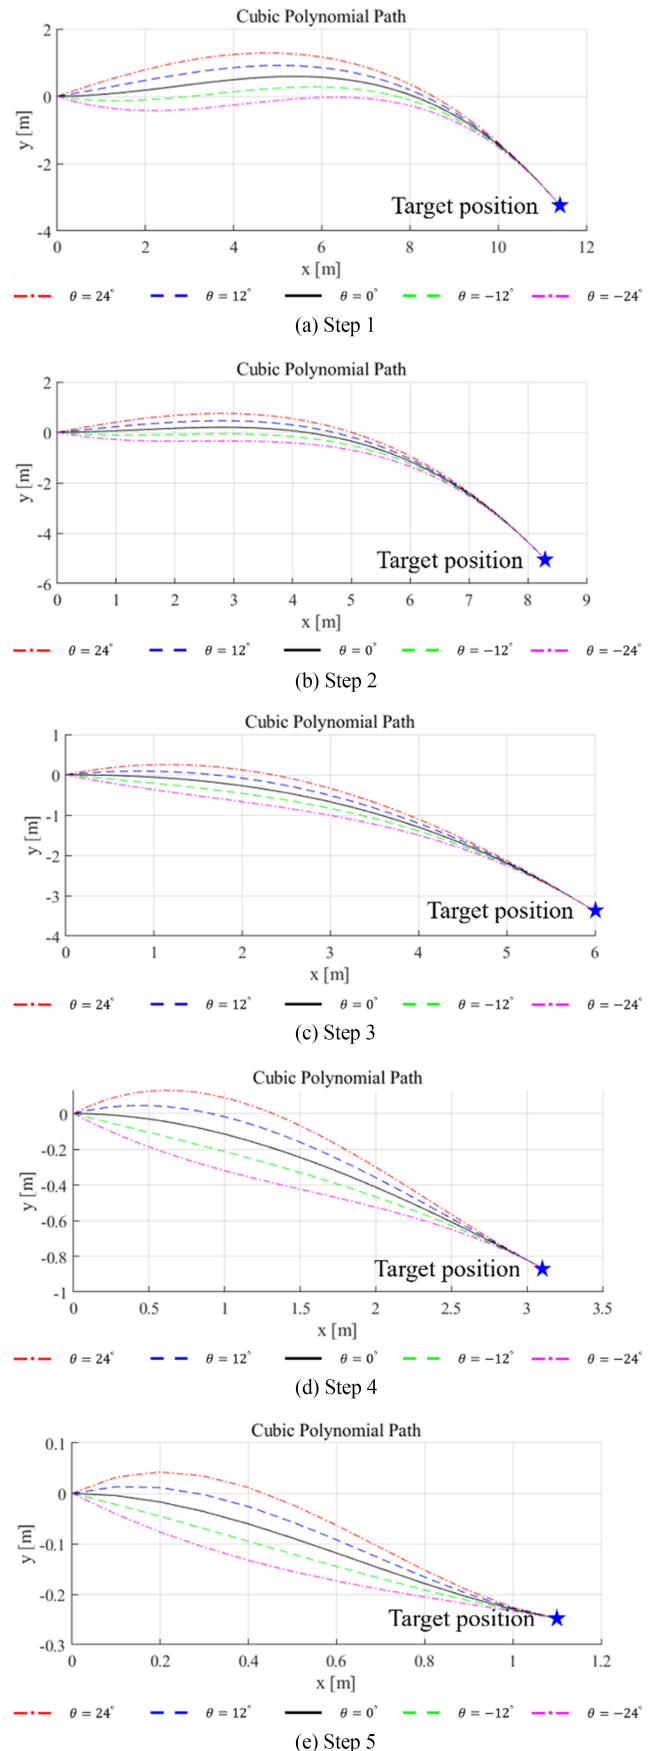 Cubic Polynomial Path
2
0
-2
-4
y [m]
Target position
0 2 4 6 8 10 12
x [m]
θ = 24° θ = 12° θ = 0° θ = −12° θ = −24°
(a) Step 1
Cubic Polynomial Path
2
0
-2
-4
-6
y [m]
Target position
0 1 2 3 4 5 6 7 8 9
x [m]
θ = 24° θ = 12° θ = 0° θ = −12° θ = −24°
(b) Step 2
Cubic Polynomial Path
1
0
-1
-2
-3
-4
y [m]
Target position
0 1 2 3 4 5 6
x [m]
θ = 24° θ = 12° θ = 0° θ = −12° θ = −24°
(c) Step 3
Cubic Polynomial Path
0
-0.2
-0.4
-0.6
-0.8
-1
y [m]
Target position
0 0.5 1 1.5 2 2.5 3 3.5
x [m]
θ = 24° θ = 12° θ = 0° θ = −12° θ = −24°
(d) Step 4
Cubic Polynomial Path
0.1
0
-0.1
-0.2
-0.3
y [m]
Target position
0 0.2 0.4 0.6 0.8 1 1.2
x [m]
θ = 24° θ = 12° θ = 0° θ = −12° θ = −24°
(e) Step 5